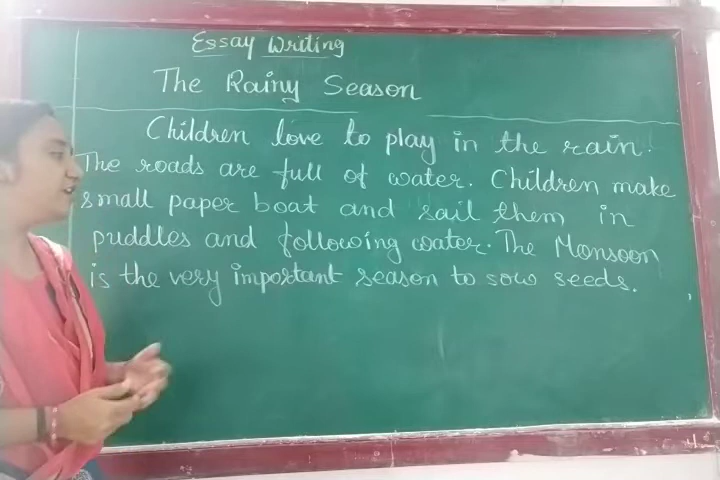 Essay Writing
The Rainy Season
Children love to play in the rain.
The roads are full of water. Children make
small paper boat and sail them in
puddles and following water. The Monsoon
is the very important season to sow seeds.